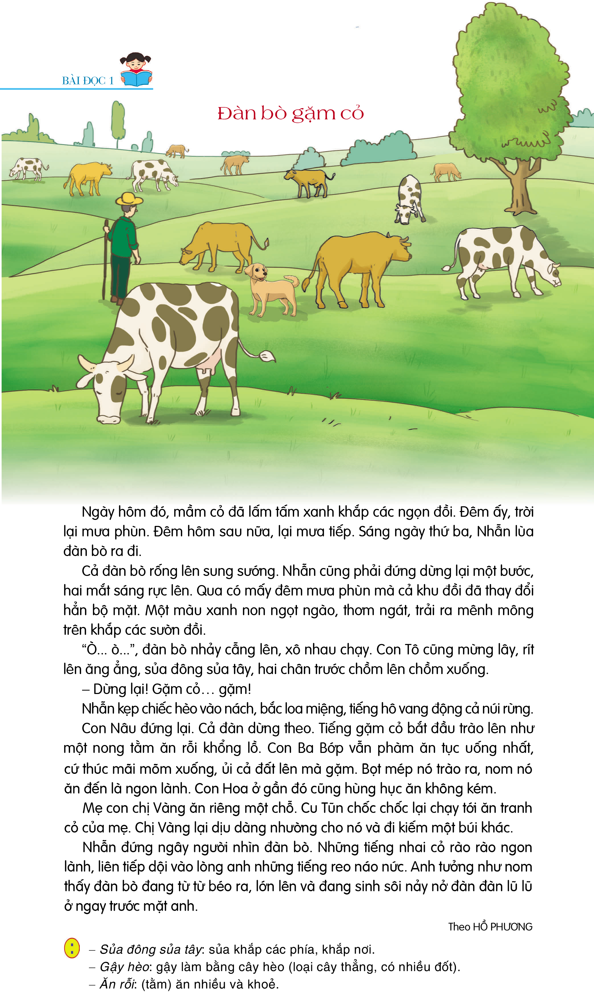 BÀI ĐỌC 1
Đàn bò gặm cỏ
Ngày hôm đó, mầm cỏ đã lấm tấm xanh khắp các ngọn đồi. Đêm ấy, trời
lại mưa phùn. Đêm hôm sau nữa, lại mưa tiếp. Sáng ngày thứ ba, Nhẫn lùa
đàn bò ra đi.
Cả đàn bò rống lên sung sướng. Nhẫn cũng phải đứng dừng lại một bước,
hai mắt sáng rực lên. Qua có mấy đêm mưa phùn mà cả khu đồi đã thay đổi
hẳn bộ mặt. Một màu xanh non ngọt ngào, thơm ngát, trải ra mênh mông
trên khắp các sườn đồi.
“Ò... ò...”, đàn bò nhảy cẫng lên, xô nhau chạy. Con Tô cũng mừng lây, rít
lên ăng ẳng, sủa đông sủa tây, hai chân trước chồm lên chồm xuống.
– Dừng lại! Gặm cỏ... gặm!
Nhẫn kẹp chiếc hèo vào nách, bắc loa miệng, tiếng hô vang động cả núi rừng.
Con Nâu đứng lại. Cả đàn dừng theo. Tiếng gặm cỏ bắt đầu trào lên như
một nong tằm ăn rỗi khổng lồ. Con Ba Bớp vẫn phàm ăn tục uống nhất,
cứ thúc mãi mõm xuống, ủi cả đất lên mà gặm. Bọt mép nó trào ra, nom nó
ăn đến là ngon lành. Con Hoa ở gần đó cũng hùng hục ăn không kém.
Mẹ con chị Vàng ăn riêng một chỗ. Cu Tũn chốc chốc lại chạy tới ăn tranh
cỏ của mẹ. Chị Vàng lại dịu dàng nhường cho nó và đi kiếm một búi khác.
Nhẫn đứng ngây người nhìn đàn bò. Những tiếng nhai cỏ rào rào ngon
lành, liên tiếp dội vào lòng anh những tiếng reo náo nức. Anh tưởng như nom
thấy đàn bò đang từ từ béo ra, lớn lên và đang sinh sôi nảy nở đàn đàn lũ lũ
ở ngay trước mặt anh.
Theo HỒ PHƯƠNG
– Sủa đông sủa tây: sủa khắp các phía, khắp nơi.
– Gậy hèo: gậy làm bằng cây hèo (loại cây thẳng, có nhiều đốt).
– Ăn rỗi: (tằm) ăn nhiều và khoẻ.